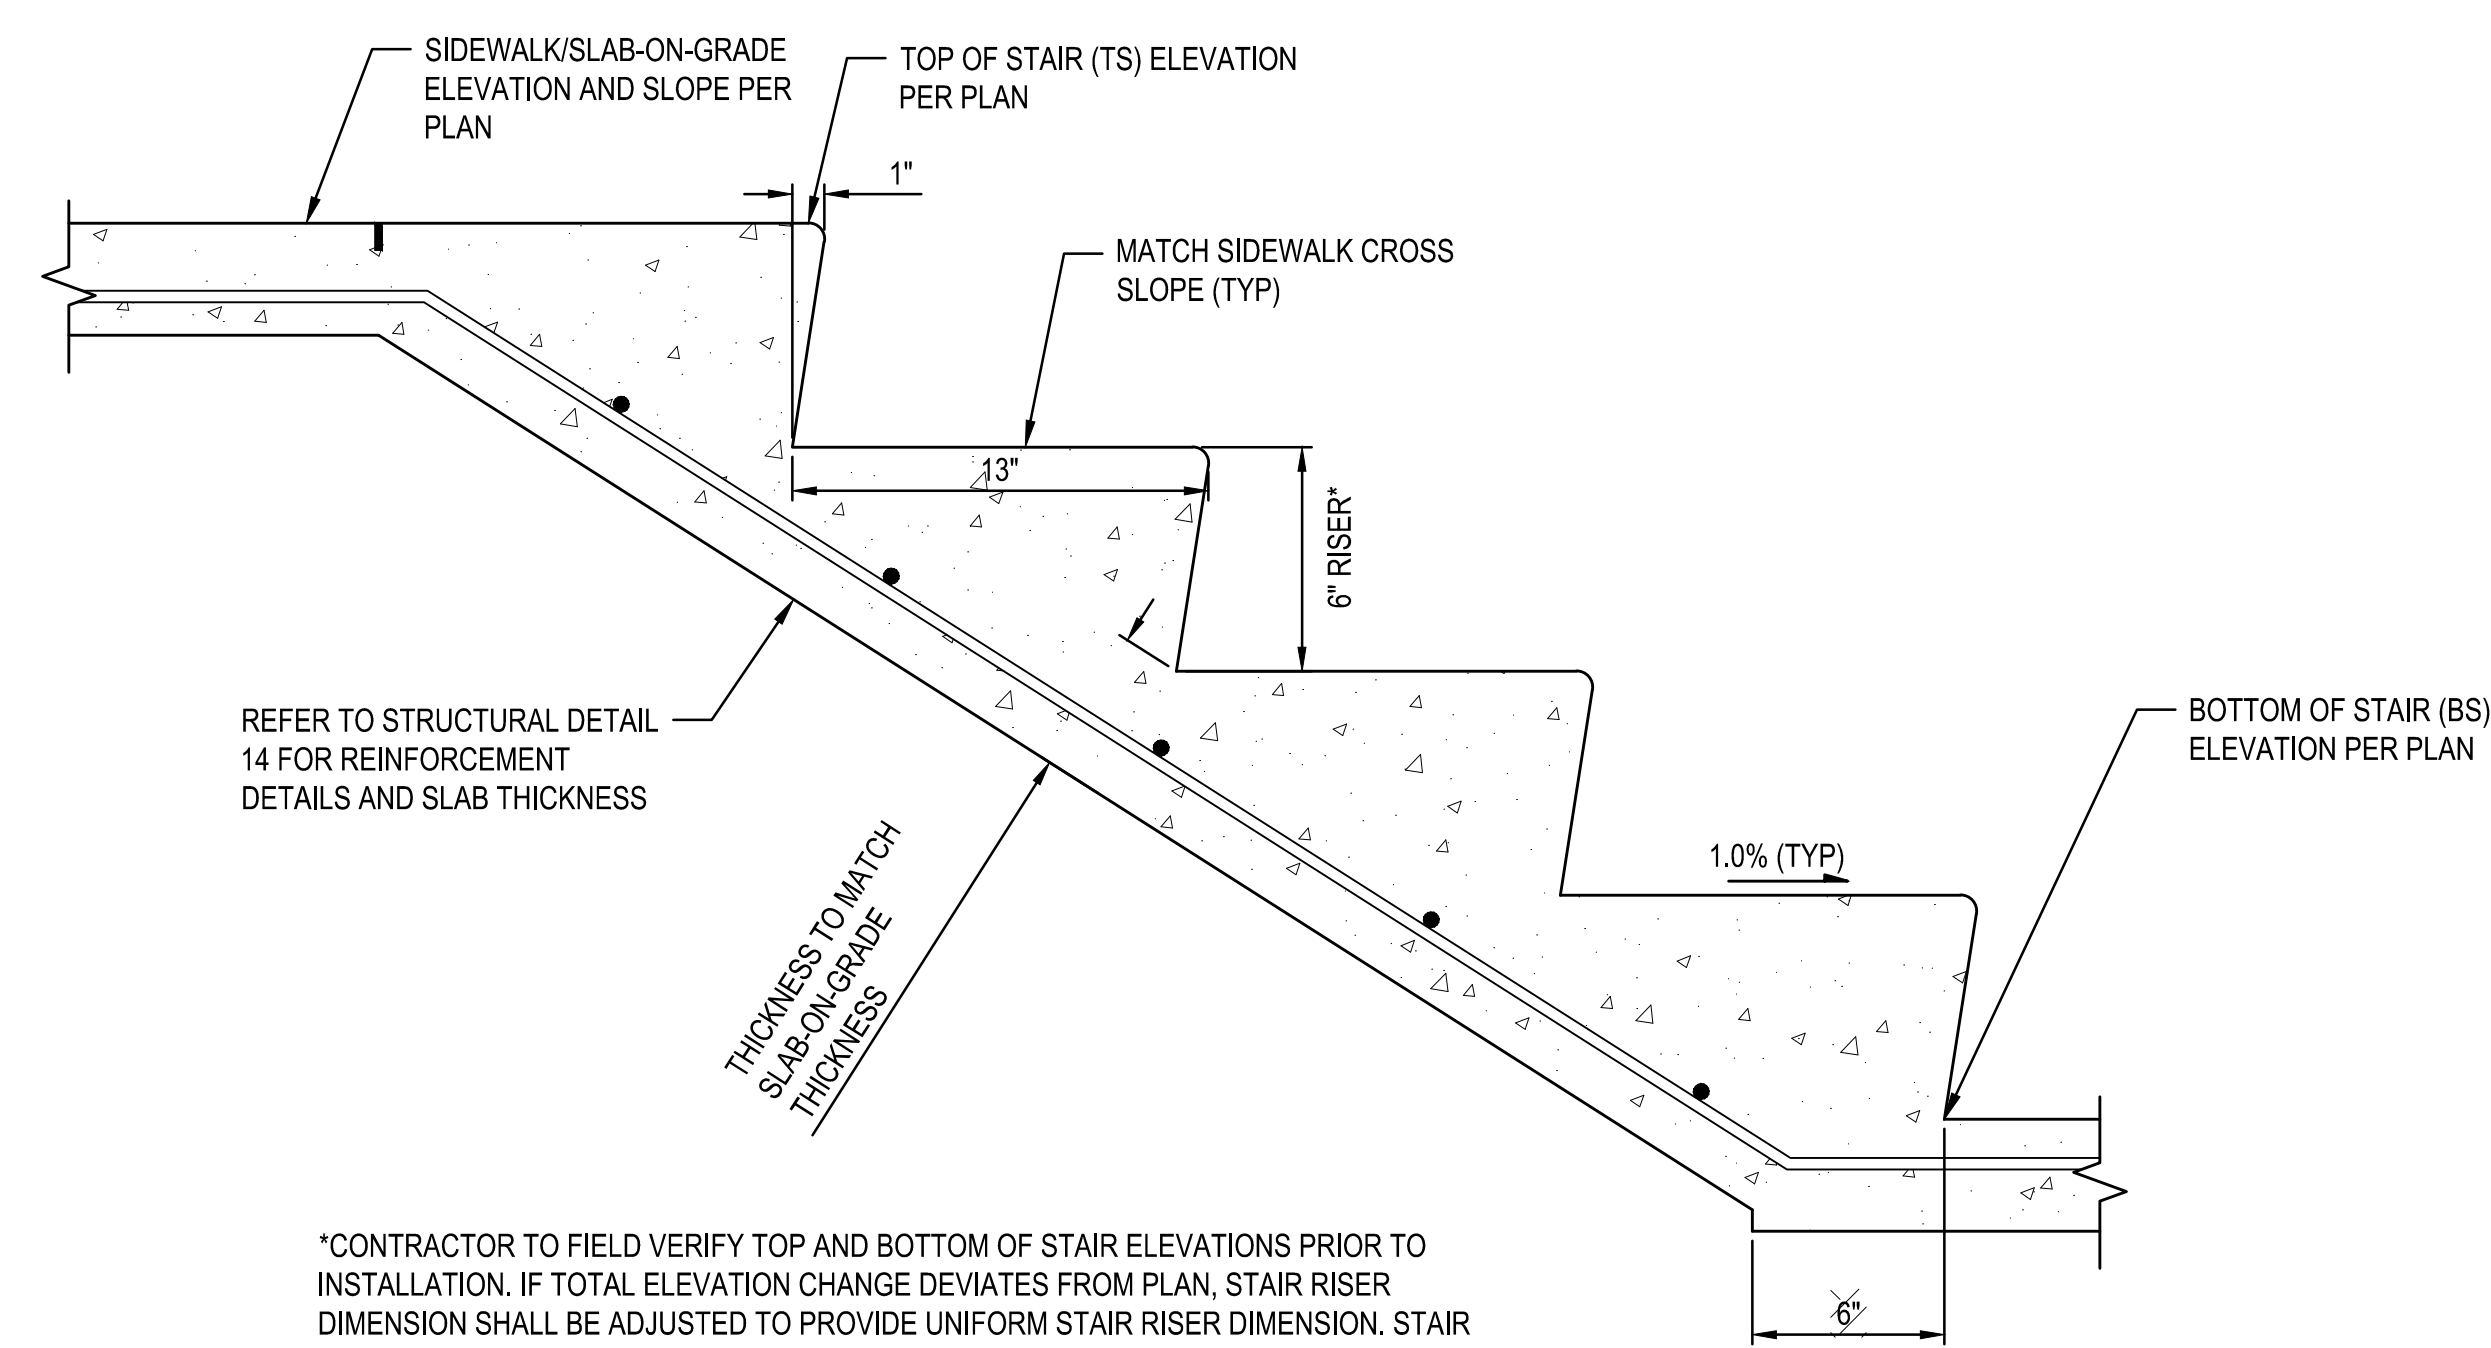 SIDEWALK/SLAB-ON-GRADE
ELEVATION AND SLOPE PER
PLAN
TOP OF STAIR (TS) ELEVATION
PER PLAN
1"
MATCH SIDEWALK CROSS
SLOPE (TYP)
13"
6" RISER*
REFER TO STRUCTURAL DETAIL
14 FOR REINFORCEMENT
DETAILS AND SLAB THICKNESS
BOTTOM OF STAIR (BS)
ELEVATION PER PLAN
1.0% (TYP)
THICKNESS TO MATCH
SLAB-ON-GRADE
THICKNESS
*CONTRACTOR TO FIELD VERIFY TOP AND BOTTOM OF STAIR ELEVATIONS PRIOR TO
INSTALLATION. IF TOTAL ELEVATION CHANGE DEVIATES FROM PLAN, STAIR RISER
DIMENSION SHALL BE ADJUSTED TO PROVIDE UNIFORM STAIR RISER DIMENSION. STAIR
6"